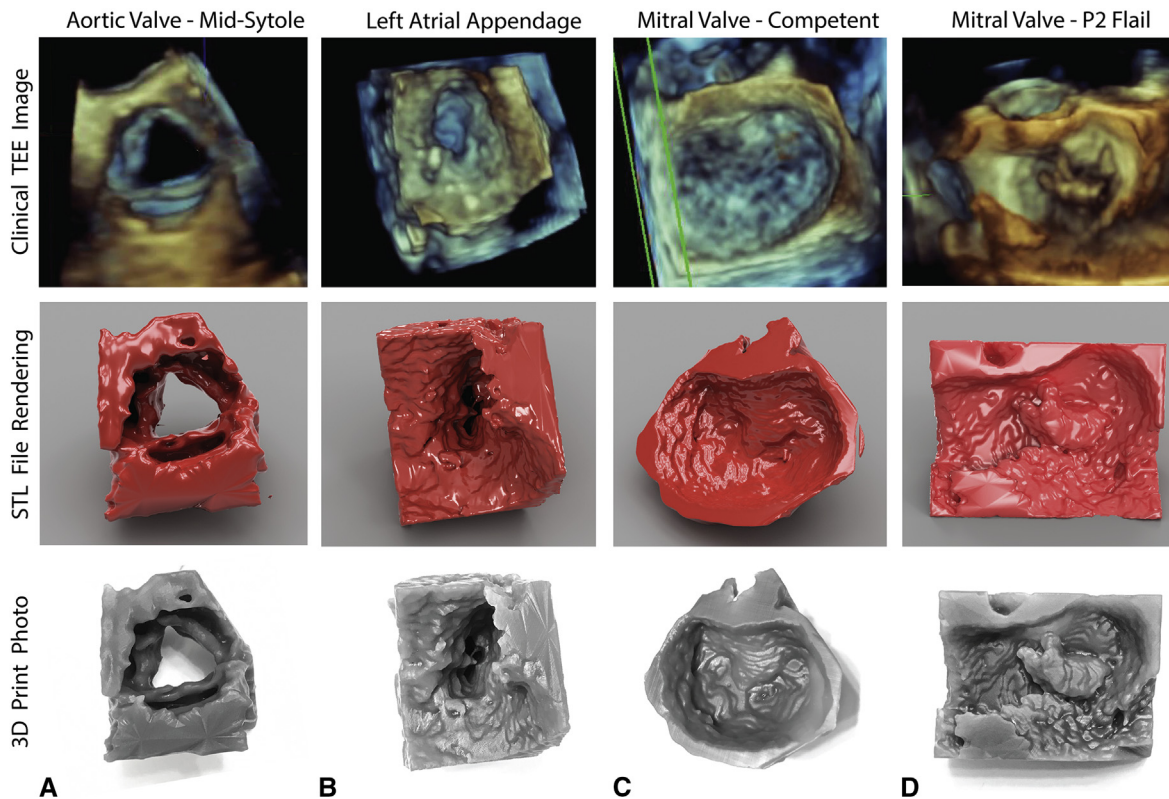 Aortic Valve - Mid-Sytole
Left Atrial Appendage
Mitral Valve - Competent
Mitral Valve - P2 Flail
Clinical TEE Image
STL File Rendering
3D Print Photo
A
B
C
D